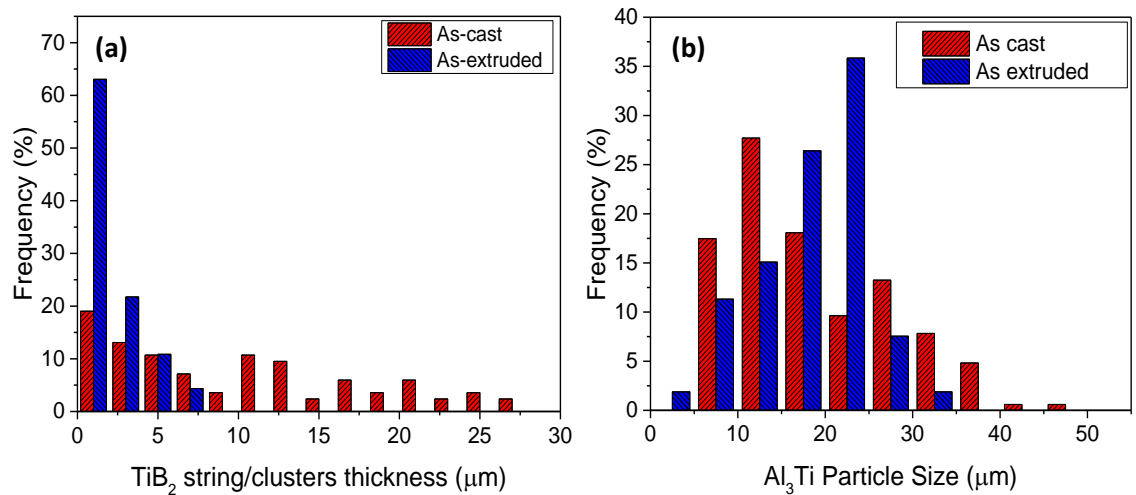 (a)
As-cast
As-extruded
70
60
50
40
30
20
10
0
Frequency (%)
0 5 10 15 20 25 30
TiB2 string/clusters thickness (μm)
(b)
As cast
As extruded
40
35
30
25
20
15
10
5
0
Frequency (%)
0 10 20 30 40 50
Al3Ti Particle Size (μm)